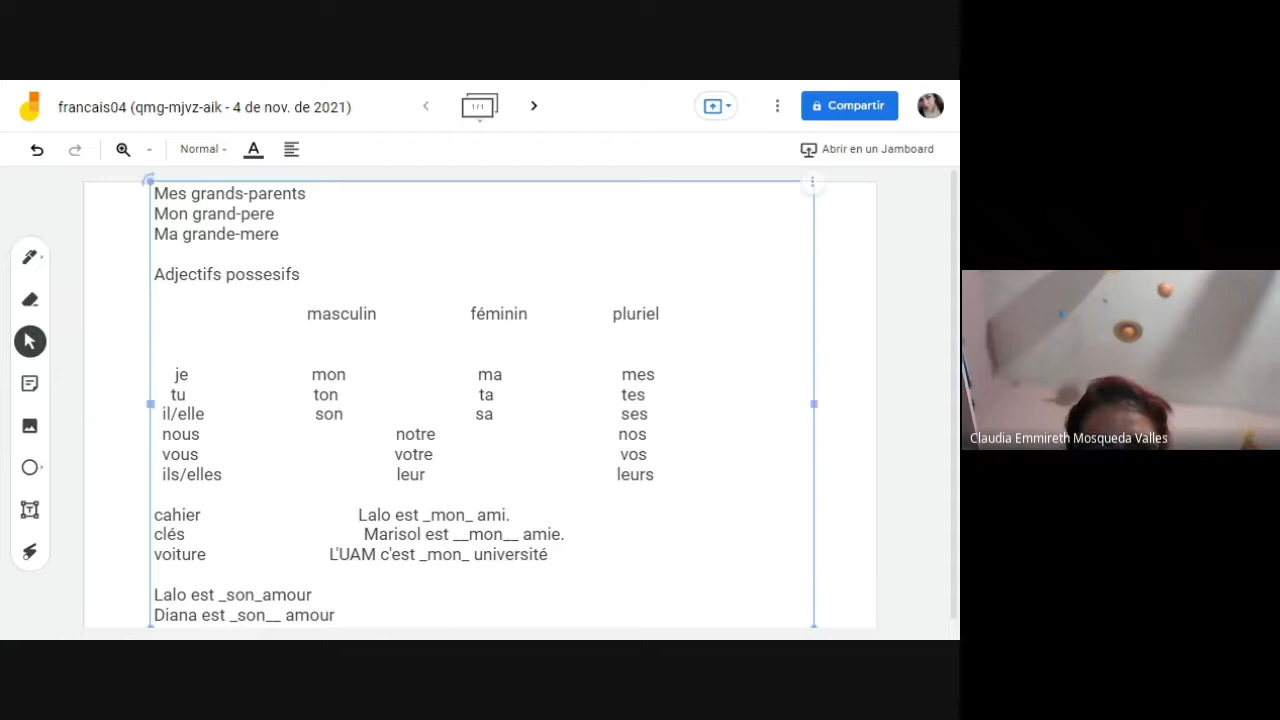 francais04 (qmg-mjvz-aik - 4 de nov. de 2021)
1/1
Compartir
Normal
A
Abrir en un Jamboard
Mes grands-parents
Mon grand-pere
Ma grande-mere
Adjectifs possesifs
masculin féminin pluriel
je mon ma mes
tu ton ta tes
il/elle son sa ses
nous notre nos
vous votre vos
ils/elles leur leurs
cahier Lalo est _mon_ ami.
clés Marisol est __mon__ amie.
voiture L'UAM c'est _mon_ université
Lalo est _son_amour
Diana est _son__ amour
Claudia Emmireth Mosqueda Valles